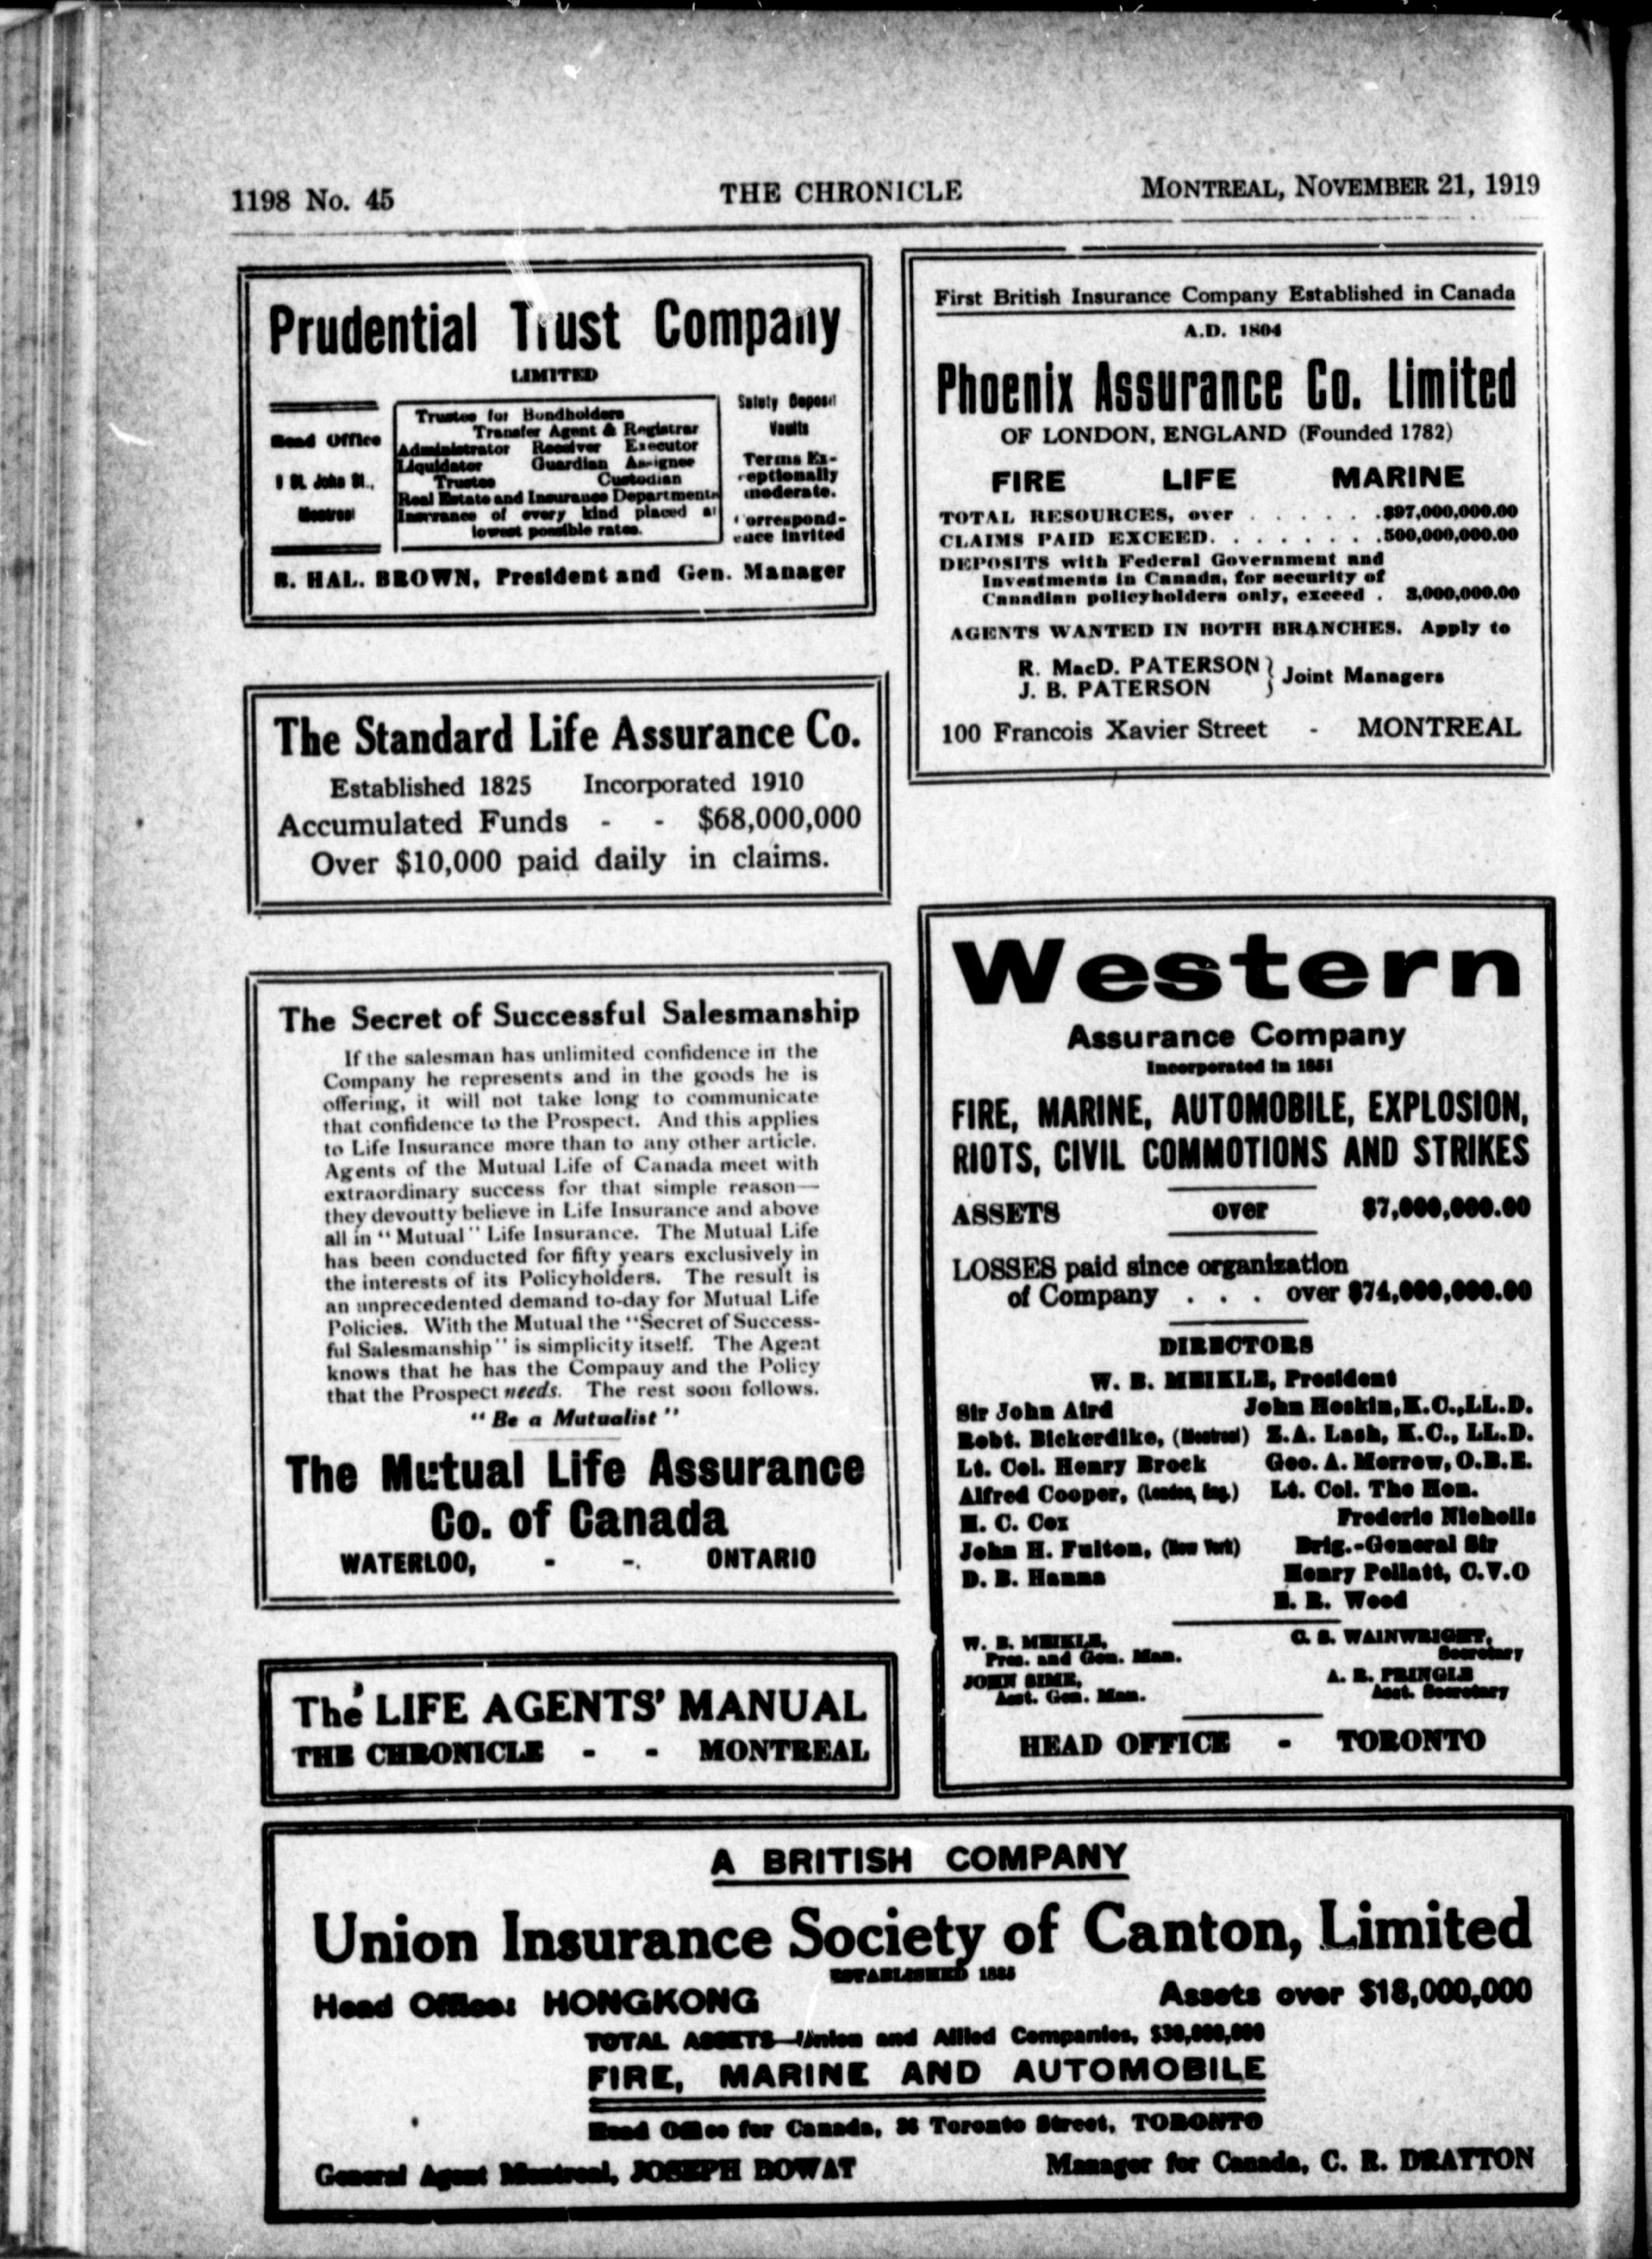 1198 No. 45
THE CHRONICLE
MONTREAL, NOVEMBER 21, 1919
Prudential Trust Company
LIMITED
Head Office
9 St. John St.,
Montreal
Trustee for Bondholders
Transfer Agent & Registrar
Administrator Receiver Executor
Liquidator Guardian Assignee
Trustee Custodian
Real Estate and Insurance Departments
Insurance of every kind placed at
lowest possible rates.
Safety Deposit
Vaults
Terms Ex-
ceptionally
moderate.
Correspond-
ence Invited
B. HAL. BROWN, President and Gen. Manager
The Standard Life Assurance Co.
Established 1825 Incorporated 1910
Accumulated Funds - - $68,000,000
Over $10,000 paid daily in claims.
The Secret of Successful Salesmanship
If the salesman has unlimited confidence in the
Company he represents and in the goods he is
offering, it will not take long to communicate
that confidence to the Prospect. And this applies
to Life Insurance more than to any other article.
Agents of the Mutual Life of Canada meet with
extraordinary success for that simple reason—
they devoutty believe in Life Insurance and above
all in "Mutual" Life Insurance. The Mutual Life
has been conducted for fifty years exclusively in
the interests of its Policyholders. The result is
an unprecedented demand to-day for Mutual Life
Policies. With the Mutual the "Secret of Success-
ful Salesmanship" is simplicity itself. The Agent
knows that he has the Company and the Policy
that the Prospect needs. The rest soon follows.
"Be a Mutualist"
The Mutual Life Assurance
Co. of Canada
WATERLOO, - -. ONTARIO
The LIFE AGENTS' MANUAL
THE CHRONICLE - - MONTREAL
First British Insurance Company Established in Canada
A.D. 1804
Phoenix Assurance Co. Limited
OF LONDON, ENGLAND (Founded 1782)
FIRE LIFE MARINE
TOTAL RESOURCES, over . . . . . . .$97,000,000.00
CLAIMS PAID EXCEED. . . . . . . . .500,000,000.00
DEPOSITS with Federal Government and
Investments in Canada, for security of
Canadian policyholders only, exceed . 3,000,000.00
AGENTS WANTED IN BOTH BRANCHES. Apply to
R. MacD. PATERSON
J. B. PATERSON } Joint Managers
100 Francois Xavier Street - MONTREAL
Western
Assurance Company
Incorporated in 1851
FIRE, MARINE, AUTOMOBILE, EXPLOSION,
RIOTS, CIVIL COMMOTIONS AND STRIKES
ASSETS over $7,000,000.00
LOSSES paid since organization
of Company . . . over $74,000,000.00
DIRECTORS
W. B. MEIKLE, President
Sir John Aird John Hoskin, K.C., LL.D.
Robt. Bickerdike, (Montreal) Z.A. Lash, K.C., LL.D.
Lt. Col. Henry Brock Geo. A. Morrow, O.B.E.
Alfred Cooper, (London, Eng.) Lt. Col. The Hon.
H. C. Cox Frederic Nicholls
John H. Fulton, (New York) Brig.-General Sir
D. B. Hanna Henry Pellatt, C.V.O
E. R. Wood
W. B. MEIKLE, C. S. WAINWRIGHT,
Pres. and Gen. Man. Secretary
JOHN SIME, A. R. PRINGLE
Asst. Gen. Man. Asst. Secretary
HEAD OFFICE - TORONTO
A BRITISH COMPANY
Union Insurance Society of Canton, Limited
ESTABLISHED 1835
Head Office: HONGKONG Assets over $18,000,000
TOTAL ASSETS—Union and Allied Companies, $30,000,000
FIRE, MARINE AND AUTOMOBILE
Head Office for Canada, 36 Toronto Street, TORONTO
General Agent Montreal, JOSEPH ROWAT Manager for Canada, C. R. DRAYTON